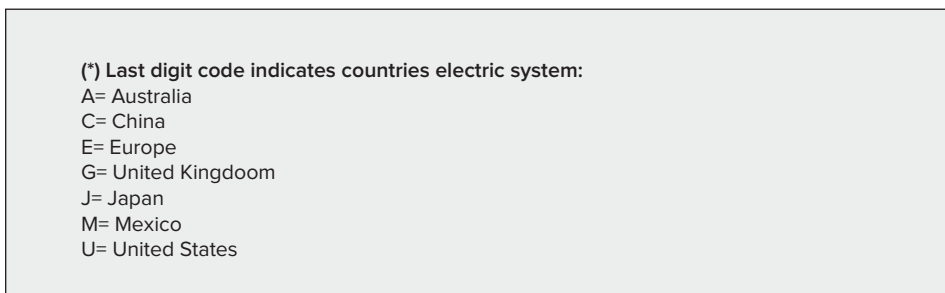 (*) Last digit code indicates countries electric system:
A= Australia
C= China
E= Europe
G= United Kingdoom
J= Japan
M= Mexico
U= United States